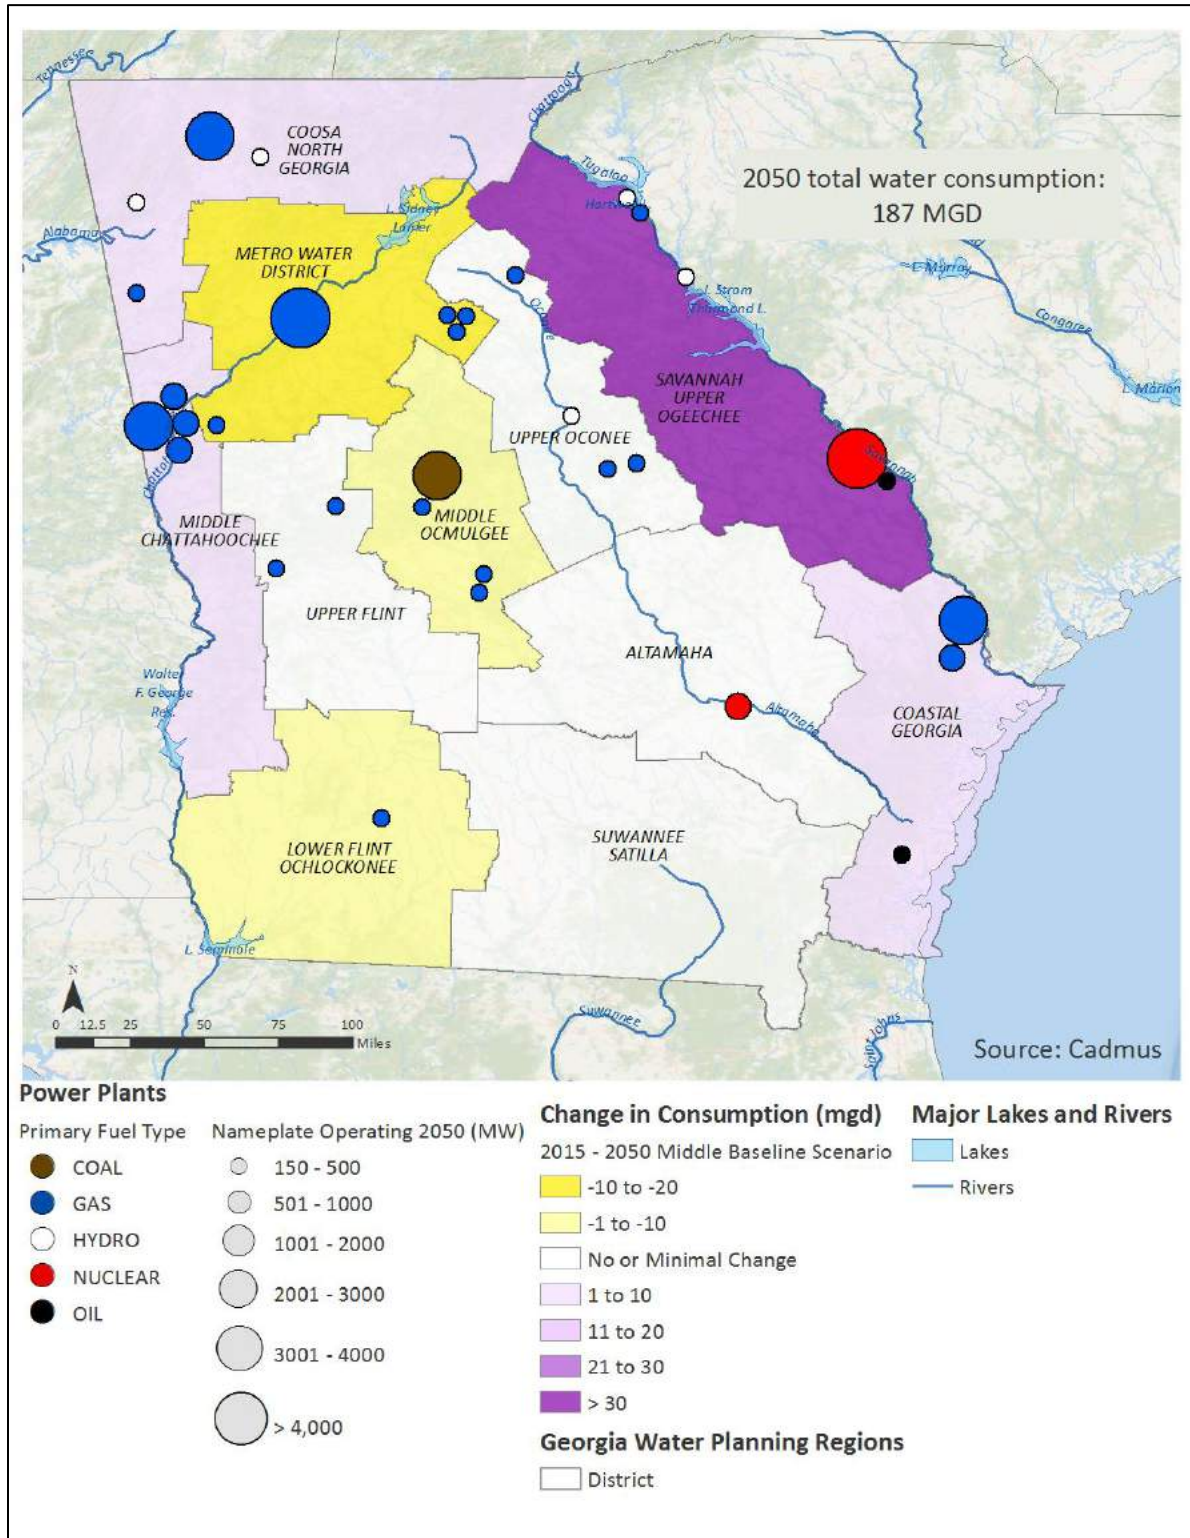 Tennessee
Chattooga
COOSA
NORTH
GEORGIA
Tugaloo
2050 total water consumption:
187 MGD
Hartwell
L. Sidney
Lanier
Alabama
METRO WATER
DISTRICT
L. Murray
J. Strom
Thurmond L.
Oconee
Congaree
L. Marion
SAVANNAH
UPPER
OGEECHEE
UPPER OCONEE
Savannah
MIDDLE
CHATTAHOOCHEE
MIDDLE
OCMULGEE
UPPER FLINT
ALTAMAHA
Walter
F. George
Res.
Altamaha
COASTAL
GEORGIA
LOWER FLINT
OCHLOCKONEE
SUWANNEE
SATILLA
L. Seminole
N
0 12.5 25 50 75 100
Miles
Suwannee
Saint Johns
Source: Cadmus
Power Plants
Primary Fuel Type
COAL
GAS
HYDRO
NUCLEAR
OIL
Nameplate Operating 2050 (MW)
150 - 500
501 - 1000
1001 - 2000
2001 - 3000
3001 - 4000
> 4,000
Change in Consumption (mgd)
2015 - 2050 Middle Baseline Scenario
-10 to -20
-1 to -10
No or Minimal Change
1 to 10
11 to 20
21 to 30
> 30
Georgia Water Planning Regions
District
Major Lakes and Rivers
Lakes
Rivers